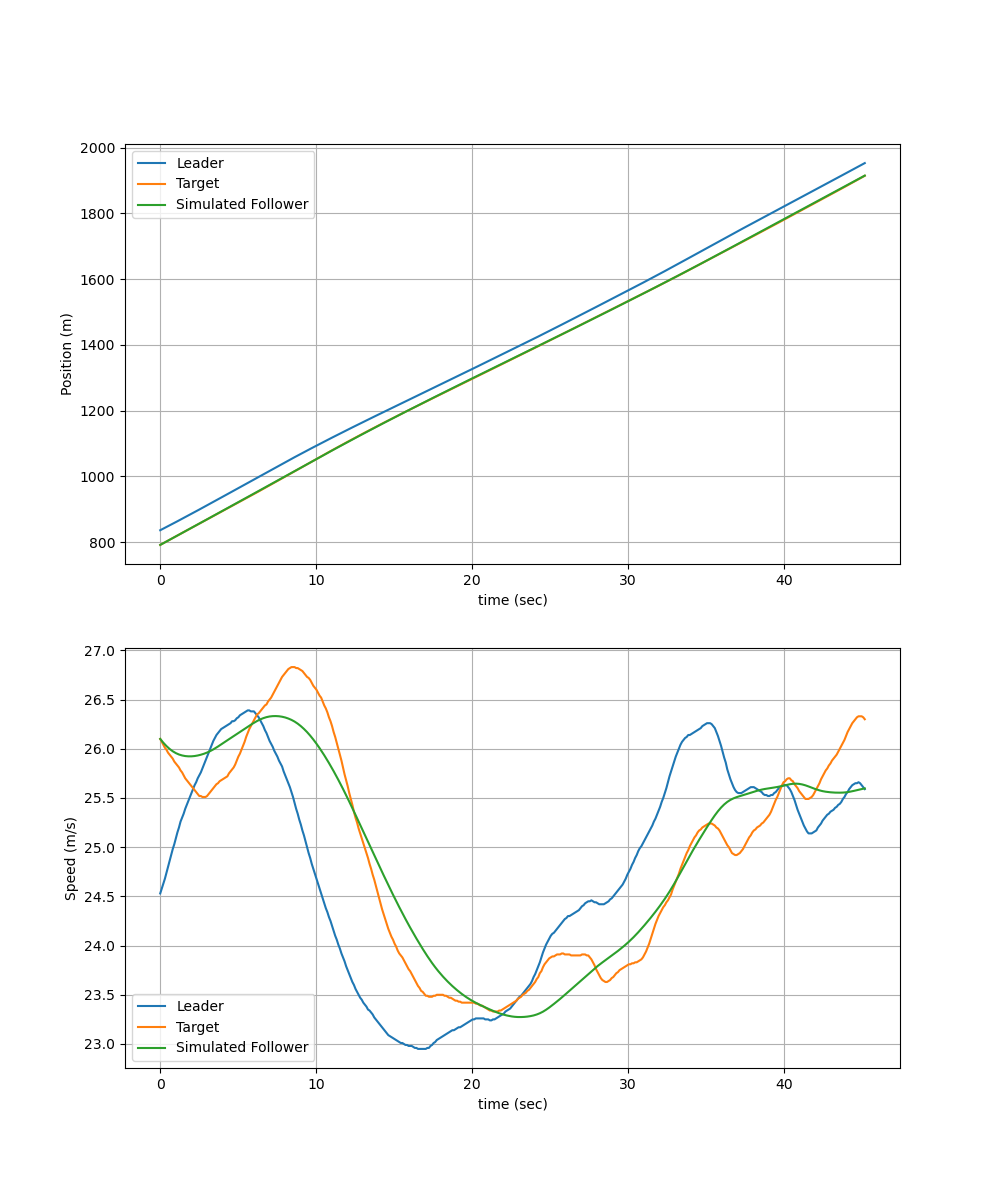 2000
1800
1600
1400
1200
1000
800
Position (m)
Leader
Target
Simulated Follower
0 10 20 30 40
time (sec)
27.0
26.5
26.0
25.5
25.0
24.5
24.0
23.5
23.0
Speed (m/s)
Leader
Target
Simulated Follower
0 10 20 30 40
time (sec)